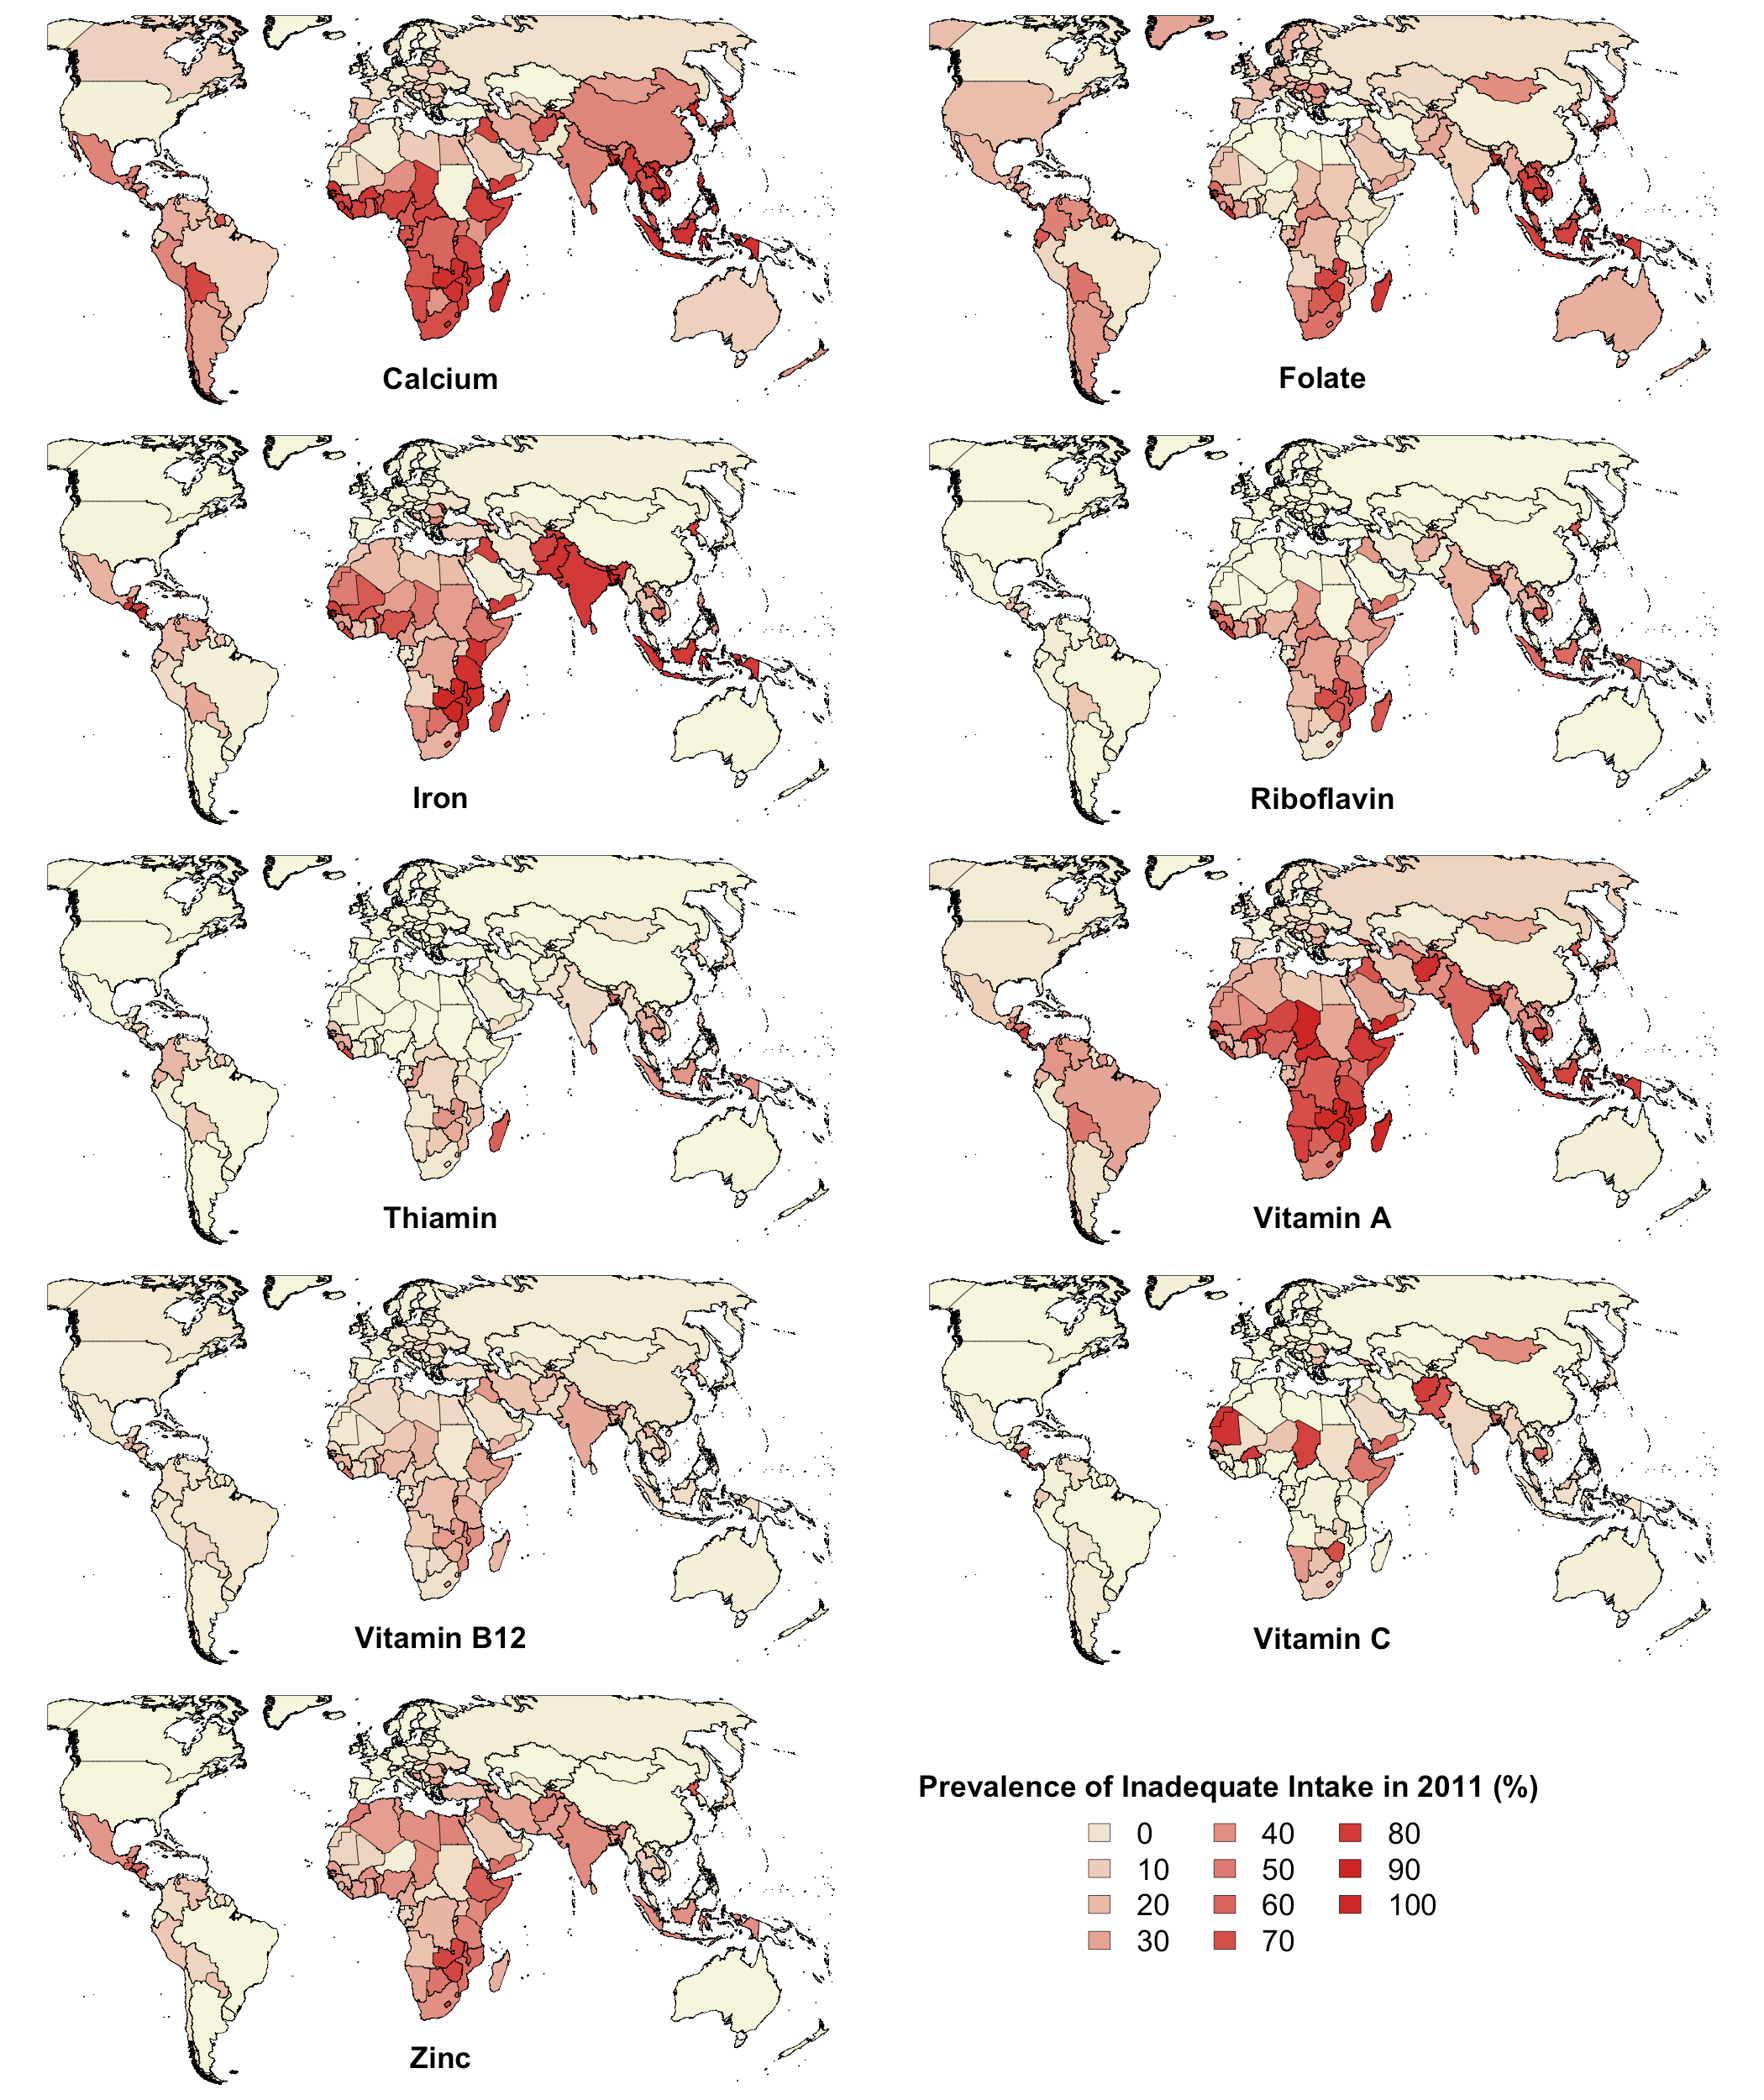 Calcium
Folate
Iron
Riboflavin
Thiamin
Vitamin A
Vitamin B12
Vitamin C
Zinc
Prevalence of Inadequate Intake in 2011 (%)
0 40 80
10 50 90
20 60 100
30 70